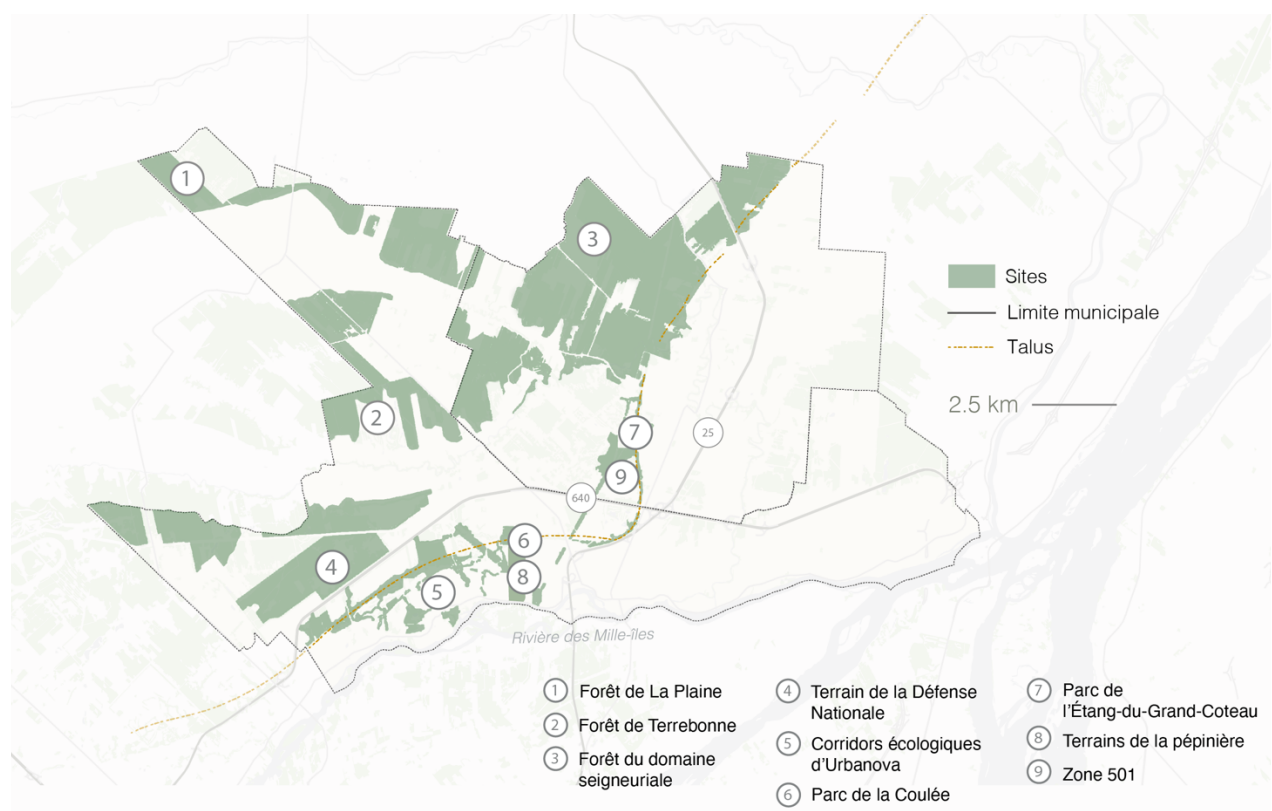 1
3
Sites
Limite municipale
Talus
2.5 km
2
7
25
9
640
6
4
8
5
Rivière des Mille-îles
1 Forêt de La Plaine
2 Forêt de Terrebonne
3 Forêt du domaine
seigneuriale
4 Terrain de la Défense
Nationale
5 Corridors écologiques
d'Urbanova
6 Parc de la Coulée
7 Parc de
l'Étang-du-Grand-Coteau
8 Terrains de la pépinière
9 Zone 501